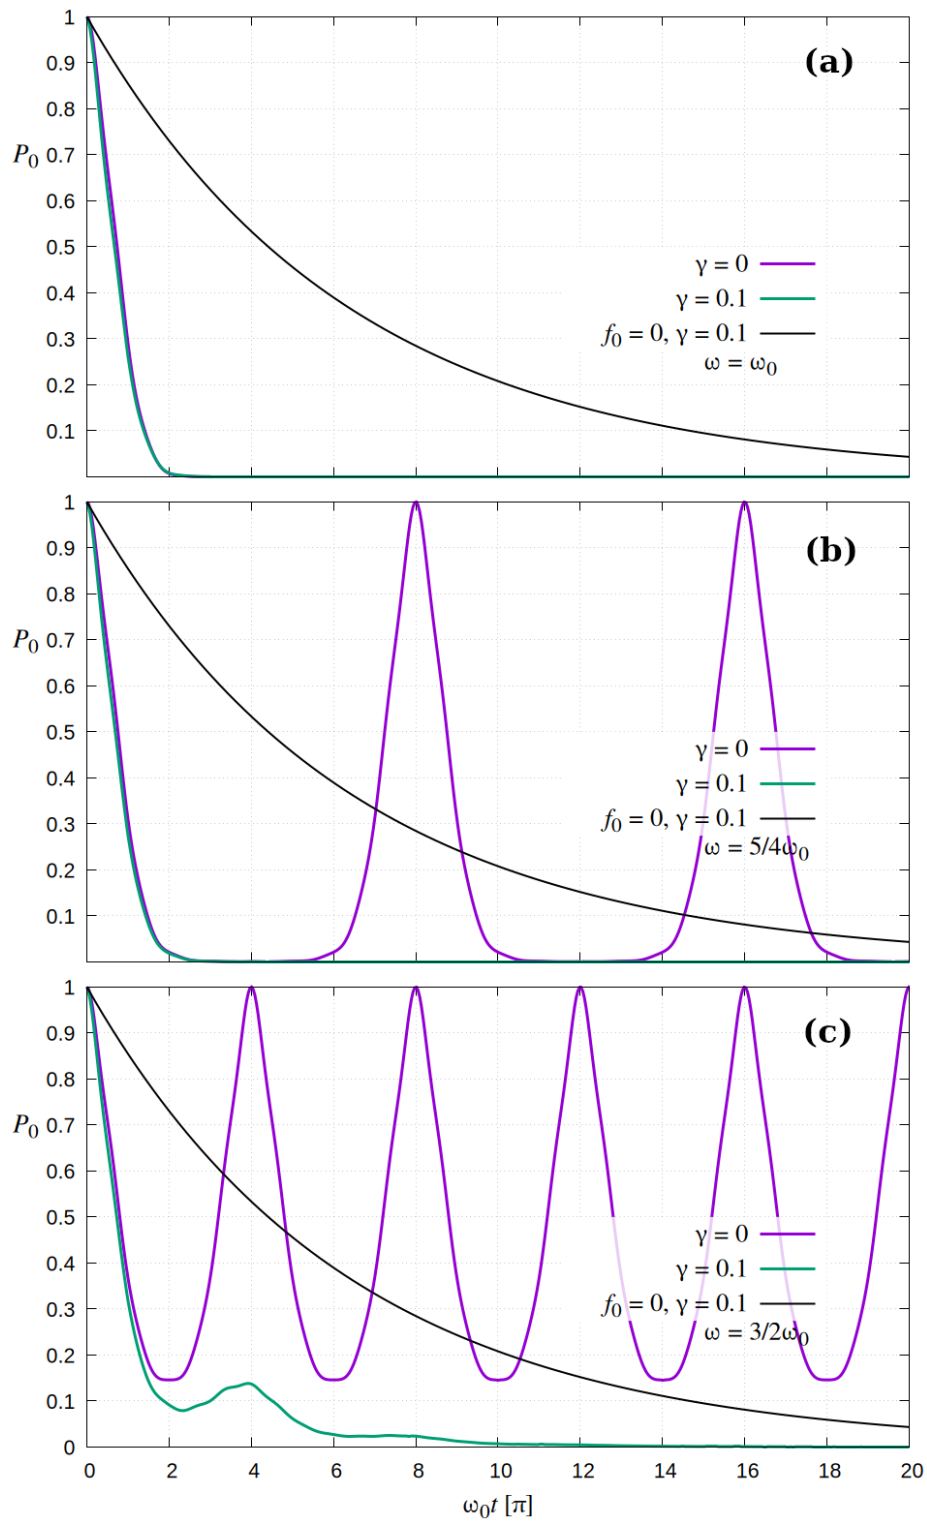 1
(a)
0.9
0.8
P₀ 0.7
0.6
0.5
γ = 0
0.4
γ = 0.1
0.3
f₀ = 0, γ = 0.1
ω = ω₀
0.2
0.1
1
(b)
0.9
0.8
P₀ 0.7
0.6
0.5
γ = 0
0.4
γ = 0.1
0.3
f₀ = 0, γ = 0.1
ω = 5/4ω₀
0.2
0.1
1
(c)
0.9
0.8
P₀ 0.7
0.6
0.5
γ = 0
0.4
γ = 0.1
0.3
f₀ = 0, γ = 0.1
ω = 3/2ω₀
0.2
0.1
0
0 2 4 6 8 10 12 14 16 18 20
ω₀t [π]